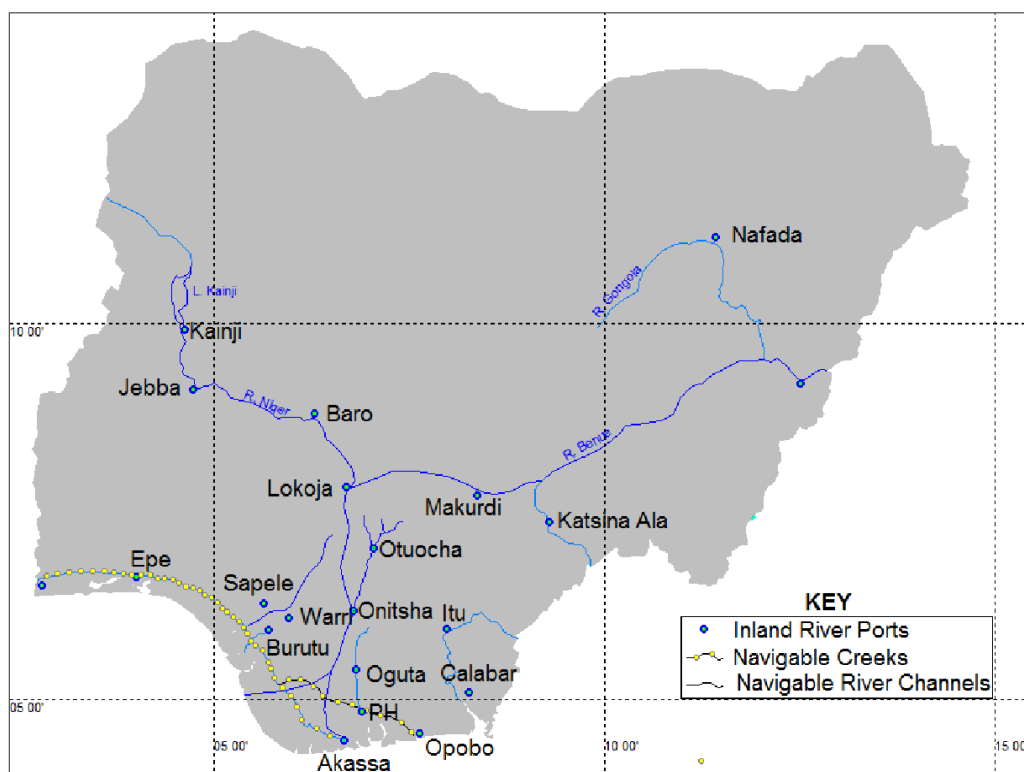 Nafada
R. Gongola
L. Kainji
10 00'
Kainji
Jebba
R. Niger
Baro
R. Benue
Lokoja
Makurdi
Katsina Ala
Otuocha
Epe
Sapele
Onitsha
Warri
Itu
Burutu
Oguta
Calabar
05 00'
PH
Opobo
Akassa
05 00'
10 00'
15 00'
KEY
Inland River Ports
Navigable Creeks
Navigable River Channels